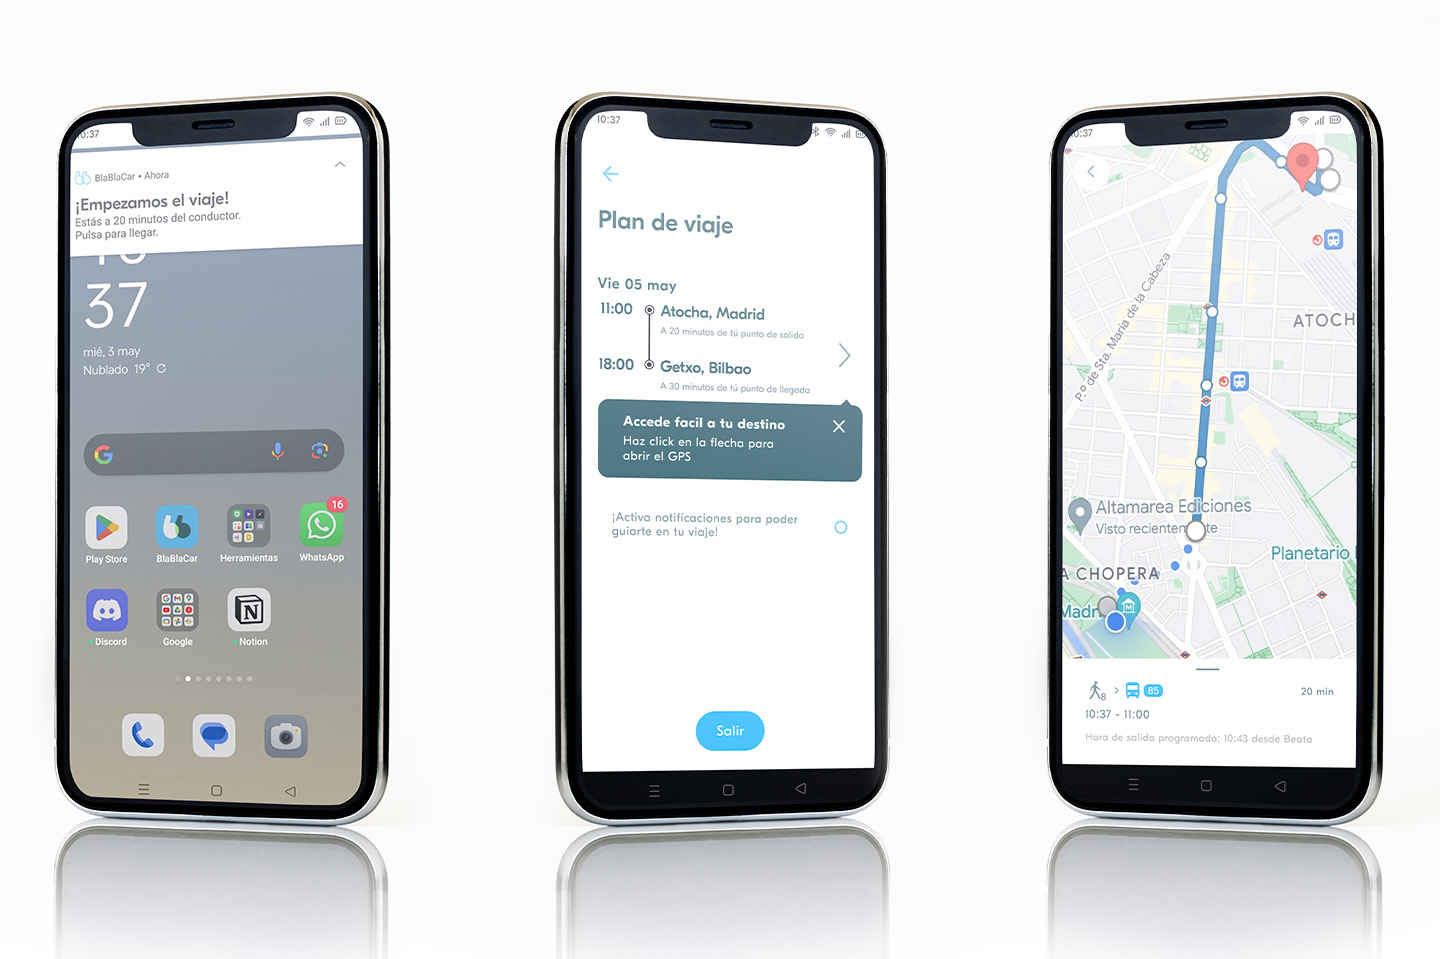 10:37
BlaBlaCar • Ahora
¡Empezamos el viaje!
Estás a 20 minutos del conductor.
Pulsa para llegar.
37
mié, 3 may
Nublado 19°
16
Play Store
BlaBlaCar
Herramientas
WhatsApp
Discord
Google
Notion
10:37
Plan de viaje
Vie 05 may
11:00 Atocha, Madrid
A 20 minutos de tú punto de salida
18:00 Getxo, Bilbao
A 30 minutos de tú punto de llegada
Accede facil a tu destino
Haz click en la flecha para
abrir el GPS
¡Activa notificaciones para poder
guiarte en tu viaje!
Salir
10:37
P.º de Sta. María de la Cabeza
ATOCH
Altamarea Ediciones
Visto recientem te
Planetario
A CHOPERA
Madr
8 85 20 min
10:37 - 11:00
Hora de salida programada: 10:43 desde Beata